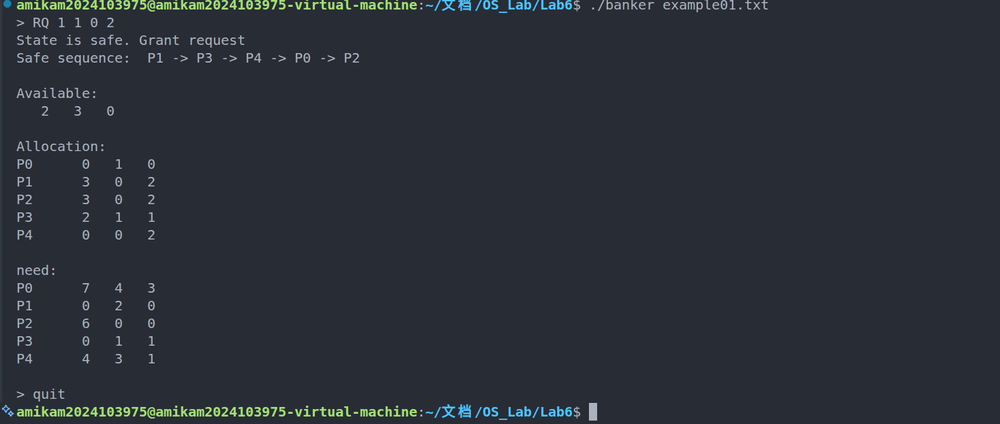 amikam2024103975@amikam2024103975-virtual-machine:~/文档/OS_Lab/Lab6$ ./banker example01.txt
> RQ 1 1 0 2
State is safe. Grant request
Safe sequence:  P1 -> P3 -> P4 -> P0 -> P2
Available:
   2   3   0
Allocation:
P0      0   1   0
P1      3   0   2
P2      3   0   2
P3      2   1   1
P4      0   0   2
need:
P0      7   4   3
P1      0   2   0
P2      6   0   0
P3      0   1   1
P4      4   3   1
> quit
amikam2024103975@amikam2024103975-virtual-machine:~/文档/OS_Lab/Lab6$